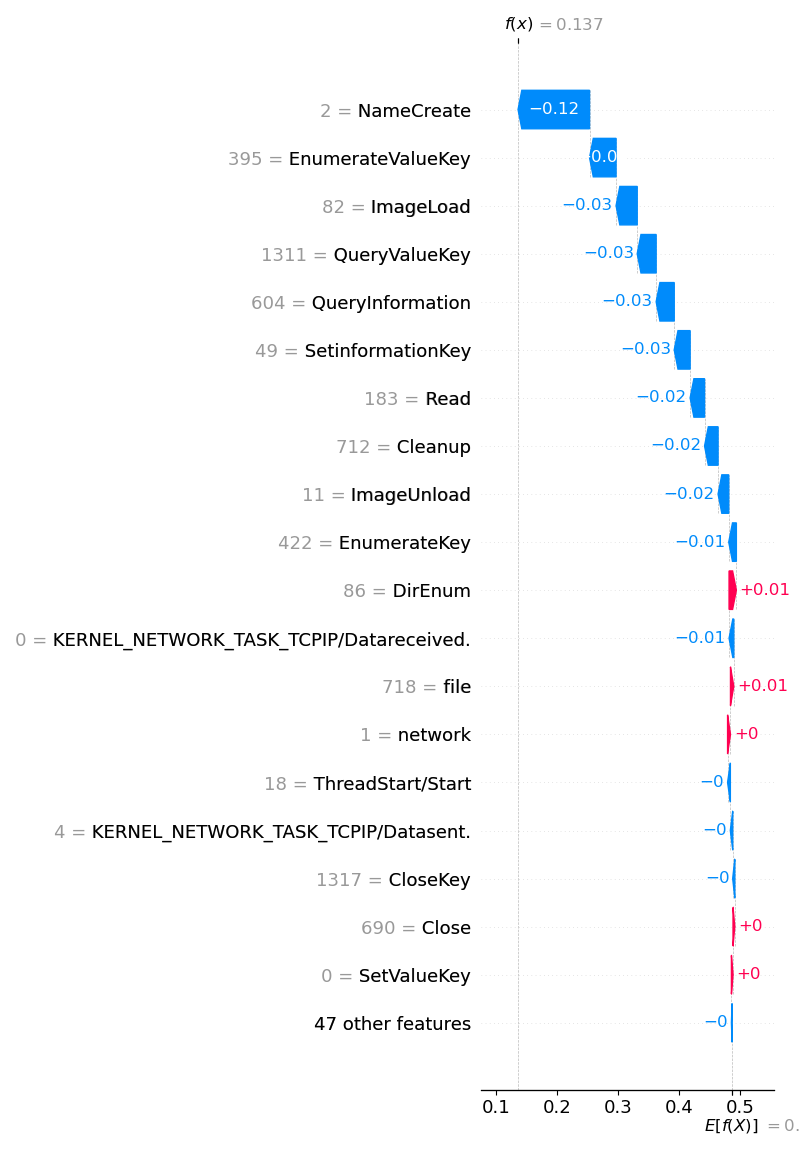 f(x) = 0.137
2 = NameCreate
−0.12
395 = EnumerateValueKey
82 = ImageLoad
−0.03
1311 = QueryValueKey
−0.03
604 = QueryInformation
−0.03
49 = SetinformationKey
−0.03
183 = Read
−0.02
712 = Cleanup
−0.02
11 = ImageUnload
−0.02
422 = EnumerateKey
−0.01
86 = DirEnum
+0.01
0 = KERNEL_NETWORK_TASK_TCPIP/Datareceived.
−0.01
718 = file
+0.01
1 = network
+0
18 = ThreadStart/Start
−0
4 = KERNEL_NETWORK_TASK_TCPIP/Datasent.
−0
1317 = CloseKey
−0
690 = Close
+0
0 = SetValueKey
+0
47 other features
−0
0.1 0.2 0.3 0.4 0.5
E[f(X)] = 0.